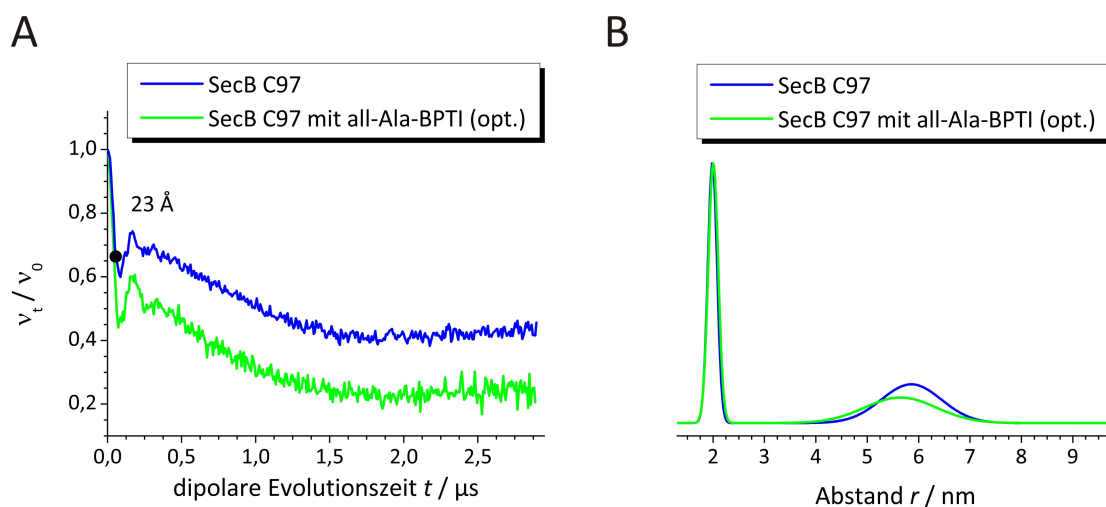 A
SecB C97
SecB C97 mit all-Ala-BPTI (opt.)
1,0
0,8
0,6
0,4
0,2
23 Å
νt / ν0
0,0 0,5 1,0 1,5 2,0 2,5
dipolare Evolutionszeit t / µs
B
SecB C97
SecB C97 mit all-Ala-BPTI (opt.)
2 3 4 5 6 7 8 9
Abstand r / nm